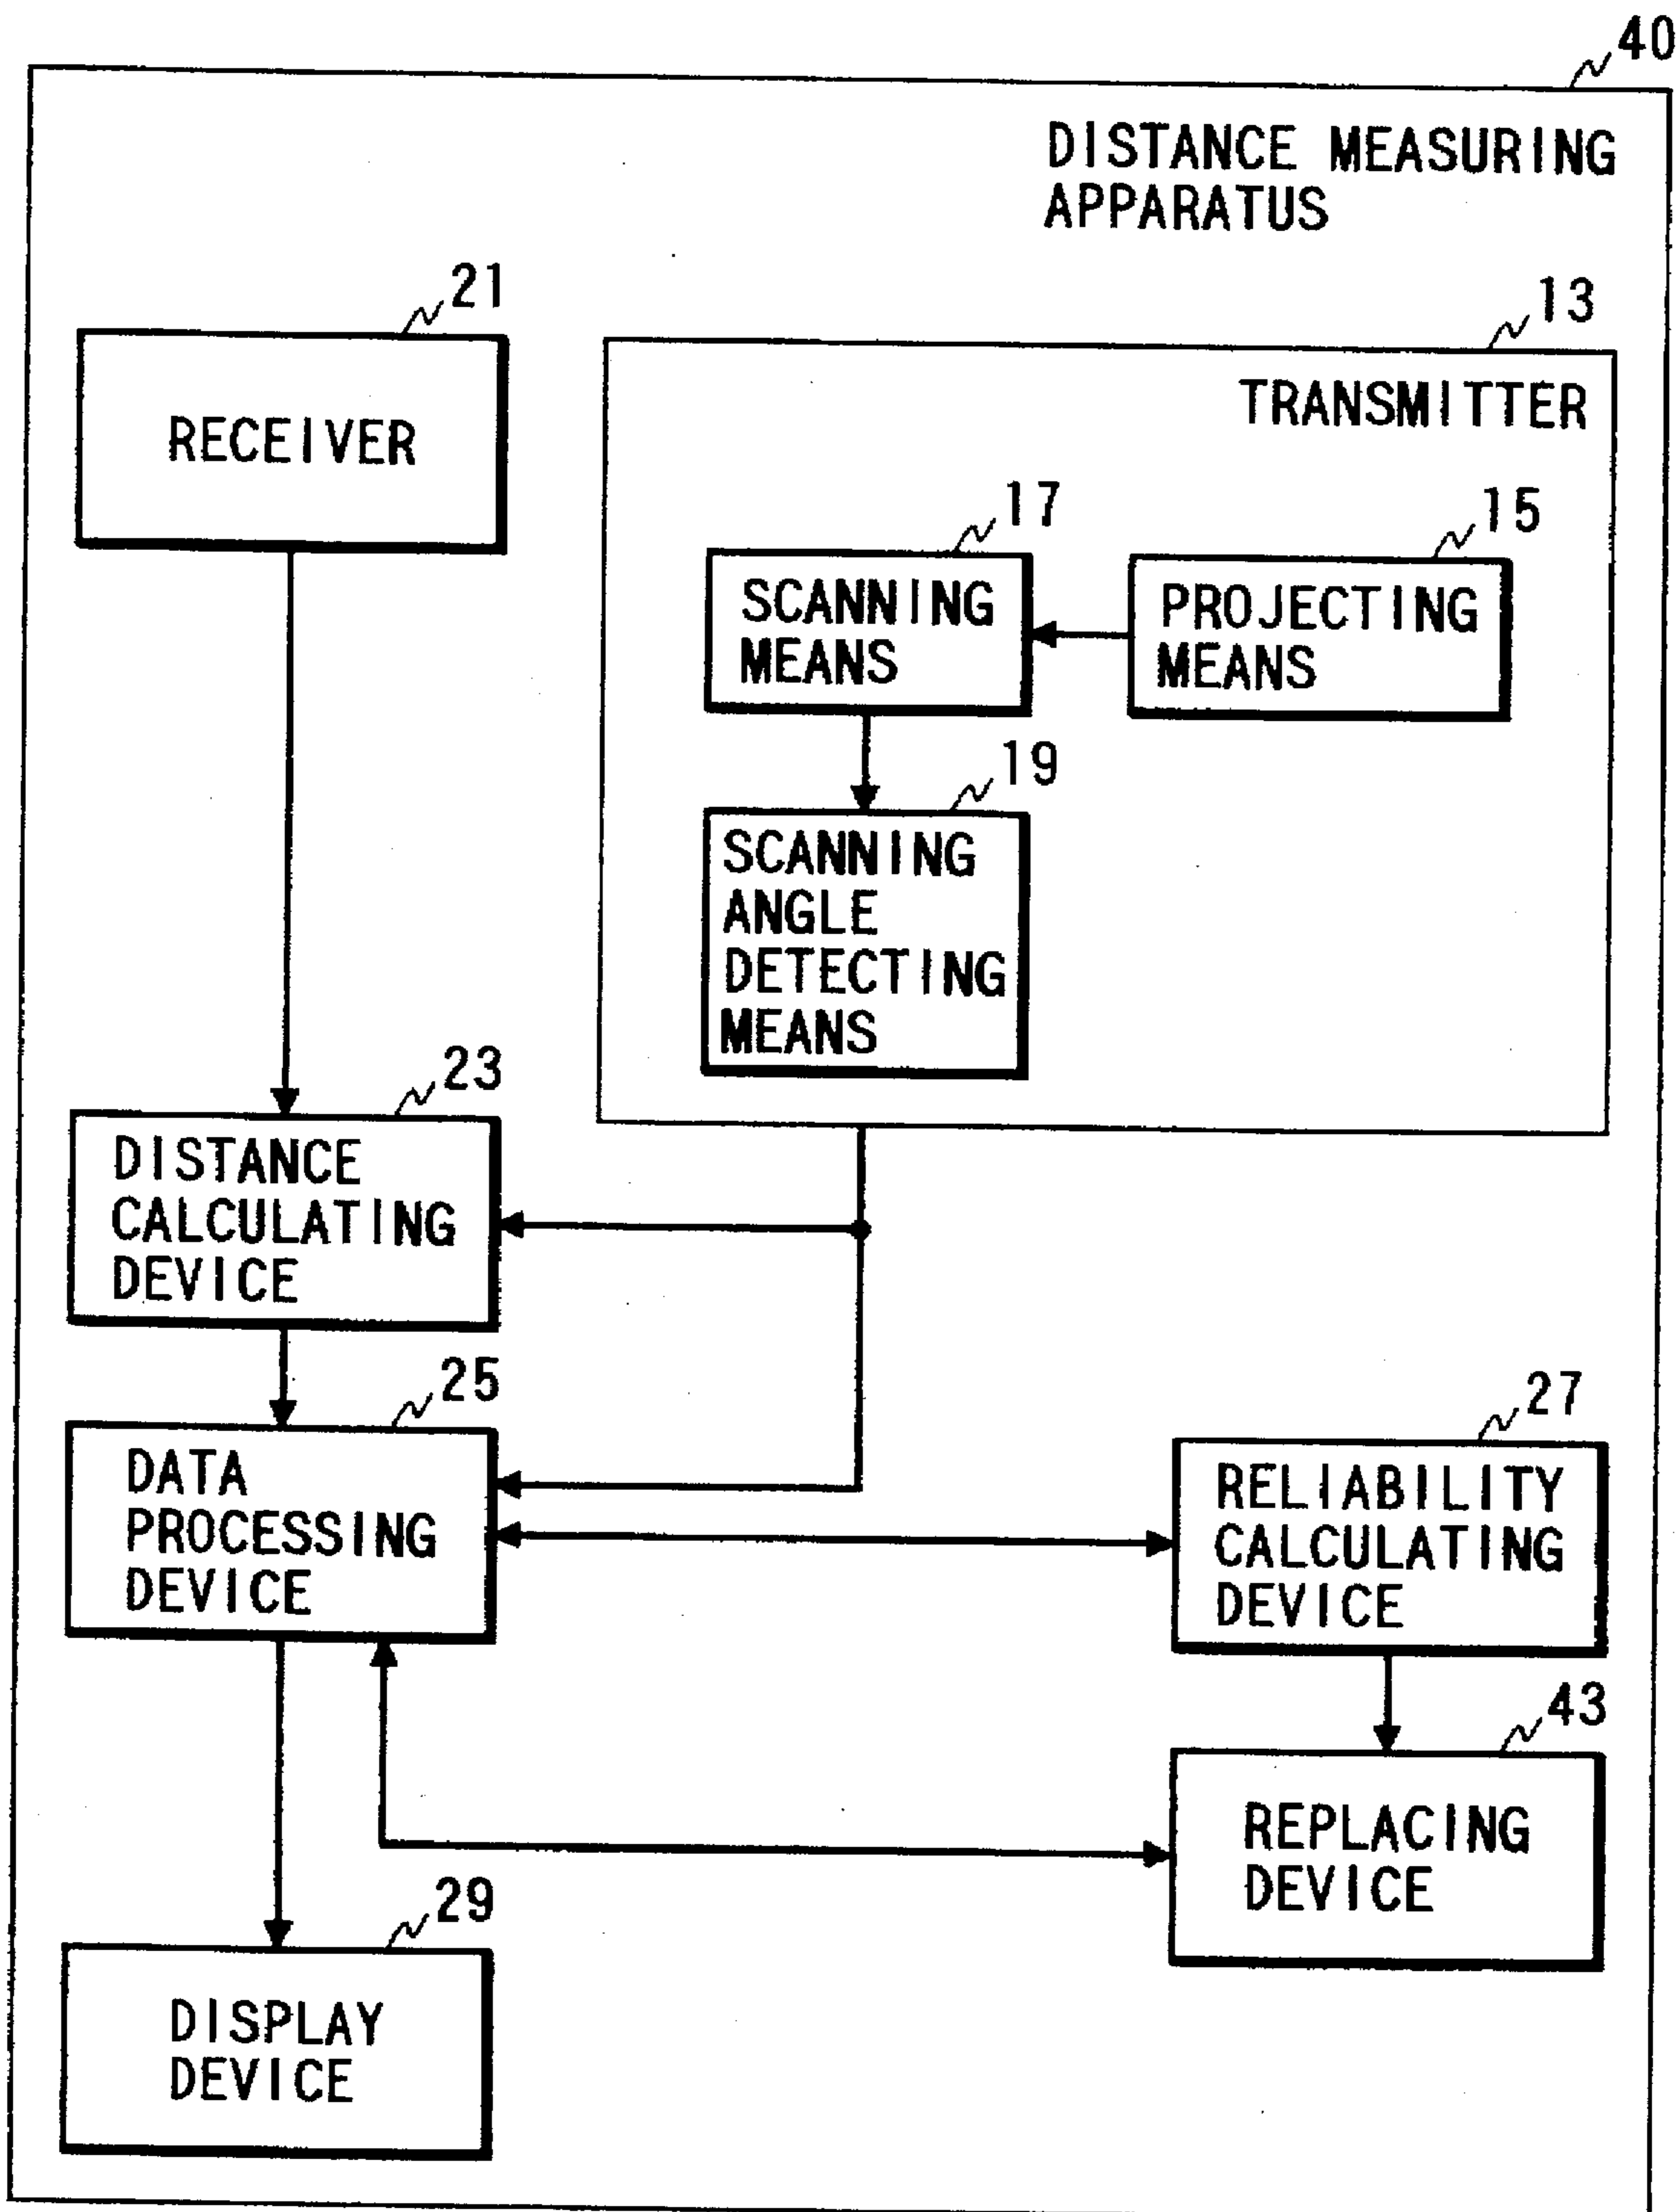 40
DISTANCE MEASURING
APPARATUS
21
RECEIVER
13
TRANSMITTER
17
SCANNING
MEANS
15
PROJECTING
MEANS
19
SCANNING
ANGLE
DETECTING
MEANS
23
DISTANCE
CALCULATING
DEVICE
25
DATA
PROCESSING
DEVICE
27
RELIABILITY
CALCULATING
DEVICE
43
REPLACING
DEVICE
29
DISPLAY
DEVICE